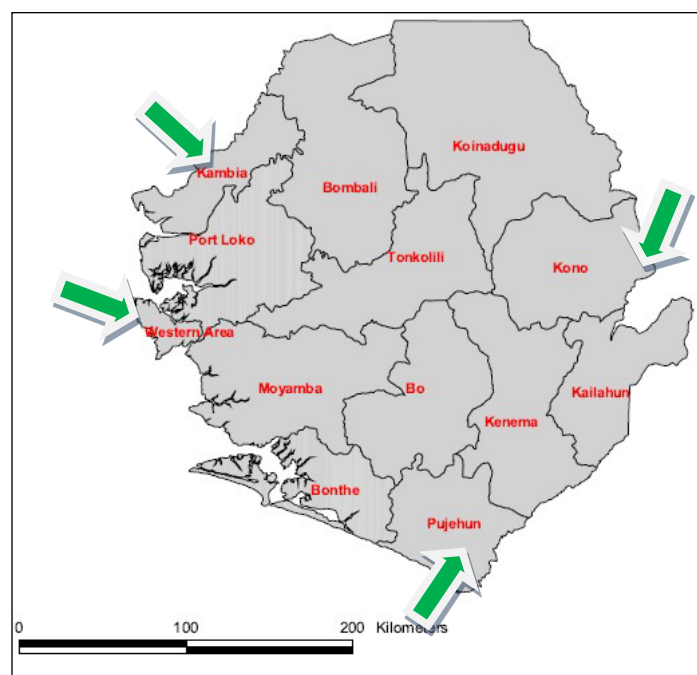 Koinadugu
Kambia
Bombali
Port Loko
Tonkolili
Kono
Western Area
Moyamba
Bo
Kailahun
Kenema
Bonthe
Pujehun
0 100 200 Kilometers